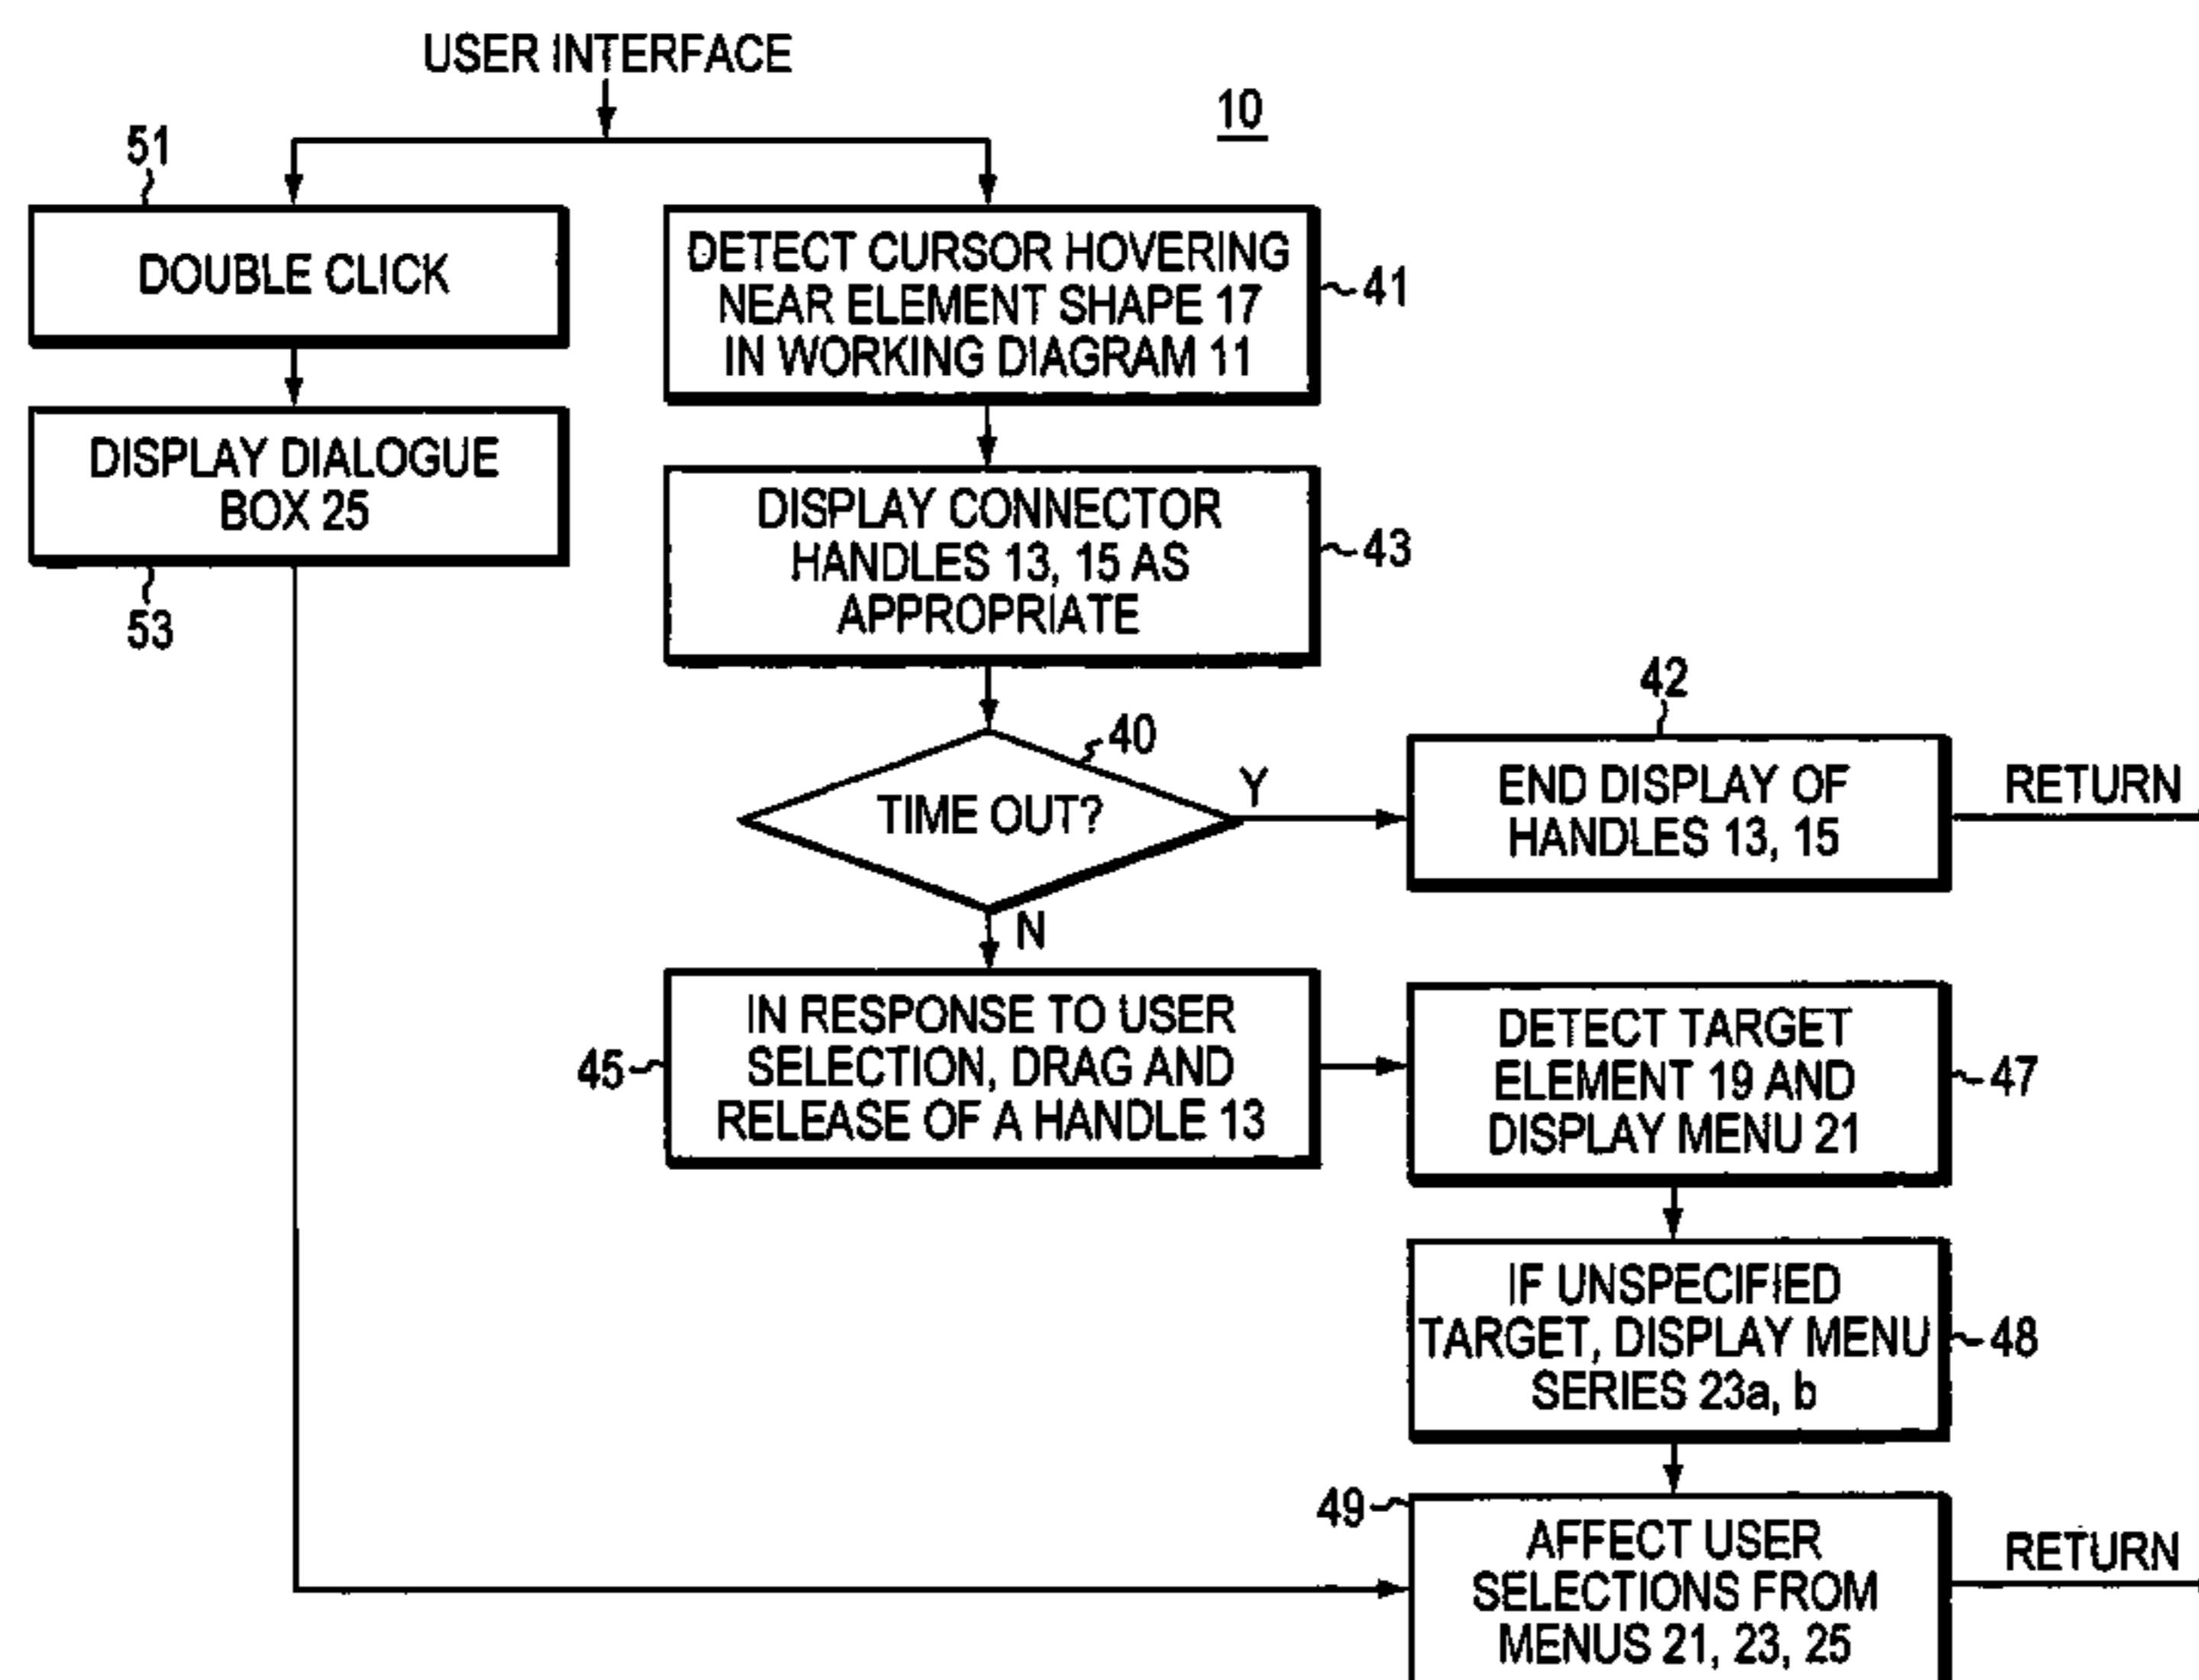 USER INTERFACE
10
51
DOUBLE CLICK
DETECT CURSOR HOVERING
NEAR ELEMENT SHAPE 17
IN WORKING DIAGRAM 11
41
DISPLAY DIALOGUE
BOX 25
53
DISPLAY CONNECTOR
HANDLES 13, 15 AS
APPROPRIATE
43
40
TIME OUT?
Y
N
42
END DISPLAY OF
HANDLES 13, 15
RETURN
45
IN RESPONSE TO USER
SELECTION, DRAG AND
RELEASE OF A HANDLE 13
DETECT TARGET
ELEMENT 19 AND
DISPLAY MENU 21
47
IF UNSPECIFIED
TARGET, DISPLAY MENU
SERIES 23a, b
48
49
AFFECT USER
SELECTIONS FROM
MENUS 21, 23, 25
RETURN